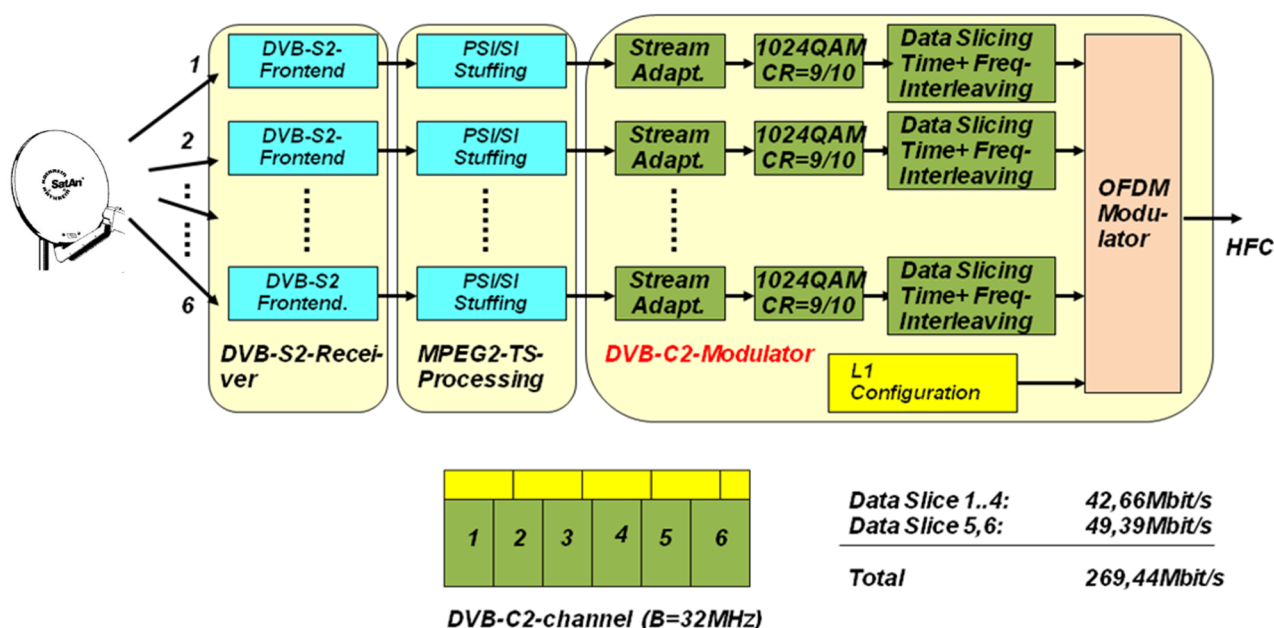 1
DVB-S2-
Frontend
PSI/SI
Stuffing
Stream
Adapt.
1024QAM
CR=9/10
Data Slicing
Time+ Freq-
Interleaving
2
DVB-S2-
Frontend
PSI/SI
Stuffing
Stream
Adapt.
1024QAM
CR=9/10
Data Slicing
Time+ Freq-
Interleaving
SatAn
OFDM
Modu-
lator
HFC
6
DVB-S2
Frontend.
PSI/SI
Stuffing
Stream
Adapt.
1024QAM
CR=9/10
Data Slicing
Time+ Freq-
Interleaving
DVB-S2-Recei-
ver
MPEG2-TS-
Processing
DVB-C2-Modulator
L1
Configuration
1 2 3 4 5 6
DVB-C2-channel (B=32MHz)
Data Slice 1..4: 42,66Mbit/s
Data Slice 5,6: 49,39Mbit/s
Total 269,44Mbit/s